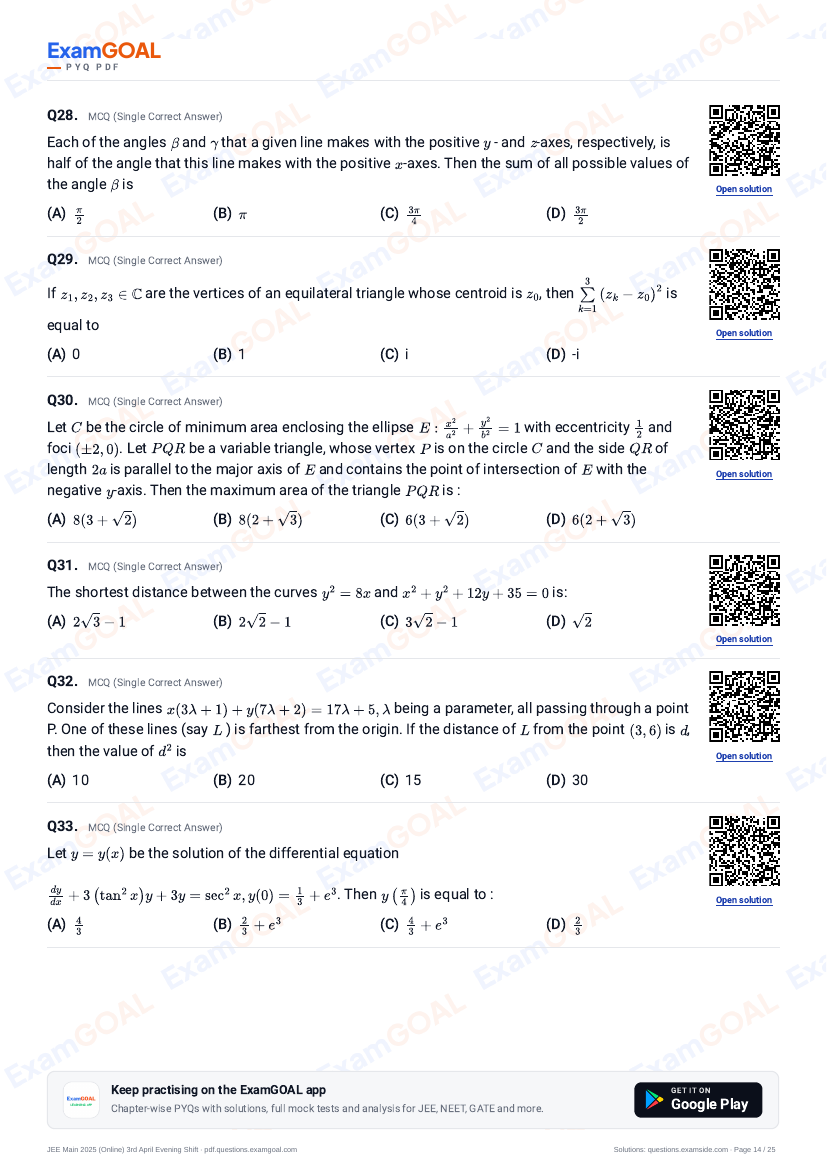 ExamGOAL
PYQ PDF
Q28. MCQ (Single Correct Answer)
Each of the angles β and γ that a given line makes with the positive y - and z-axes, respectively, is
half of the angle that this line makes with the positive x-axes. Then the sum of all possible values of
the angle β is
(A) π/2 (B) π (C) 3π/4 (D) 3π/2
Open solution
Q29. MCQ (Single Correct Answer)
If z₁, z₂, z₃ ∈ ℂ are the vertices of an equilateral triangle whose centroid is z₀, then ∑_{k=1}^{3} (z_k − z₀)² is
equal to
(A) 0 (B) 1 (C) i (D) -i
Open solution
Q30. MCQ (Single Correct Answer)
Let C be the circle of minimum area enclosing the ellipse E : x²/a² + y²/b² = 1 with eccentricity 1/2 and
foci (±2, 0). Let PQR be a variable triangle, whose vertex P is on the circle C and the side QR of
length 2a is parallel to the major axis of E and contains the point of intersection of E with the
negative y-axis. Then the maximum area of the triangle PQR is :
(A) 8(3 + √2) (B) 8(2 + √3) (C) 6(3 + √2) (D) 6(2 + √3)
Open solution
Q31. MCQ (Single Correct Answer)
The shortest distance between the curves y² = 8x and x² + y² + 12y + 35 = 0 is:
(A) 2√3 − 1 (B) 2√2 − 1 (C) 3√2 − 1 (D) √2
Open solution
Q32. MCQ (Single Correct Answer)
Consider the lines x(3λ + 1) + y(7λ + 2) = 17λ + 5, λ being a parameter, all passing through a point
P. One of these lines (say L ) is farthest from the origin. If the distance of L from the point (3, 6) is d,
then the value of d² is
(A) 10 (B) 20 (C) 15 (D) 30
Open solution
Q33. MCQ (Single Correct Answer)
Let y = y(x) be the solution of the differential equation
dy/dx + 3 (tan² x) y + 3y = sec² x, y(0) = 1/3 + e³. Then y (π/4) is equal to :
(A) 4/3 (B) 2/3 + e³ (C) 4/3 + e³ (D) 2/3
Open solution
ExamGOAL
Keep practising on the ExamGOAL app
Chapter-wise PYQs with solutions, full mock tests and analysis for JEE, NEET, GATE and more.
GET IT ON
Google Play
JEE Main 2025 (Online) 3rd April Evening Shift · pdf.questions.examgoal.com
Solutions: questions.examside.com · Page 14 / 25